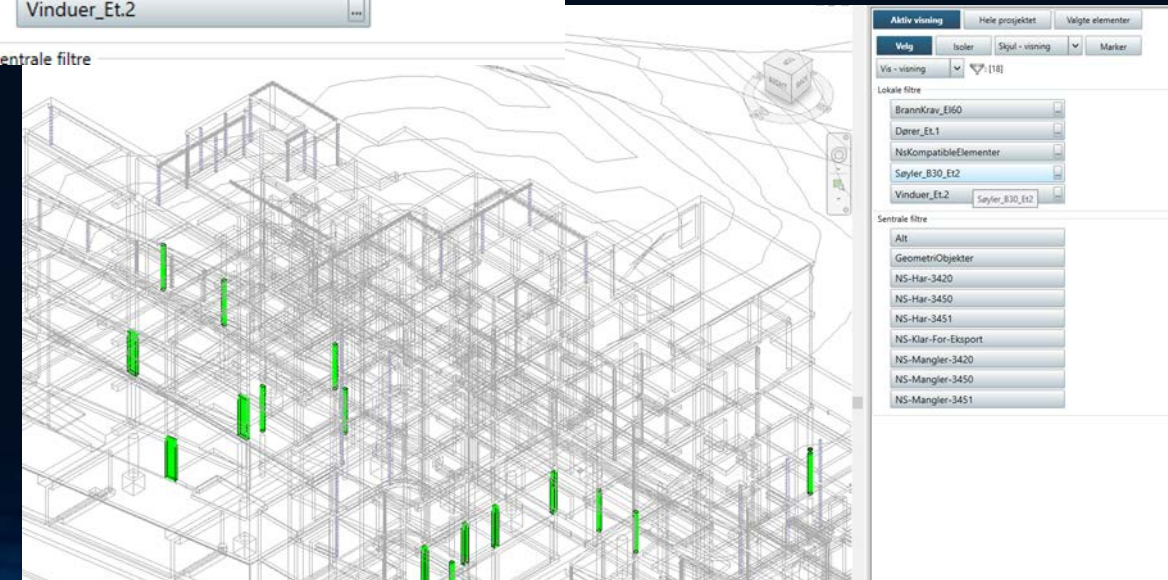 Vinduer_Et.2 ...
entrale filtre
Aktiv visning Hele prosjektet Valgte elementer
Velg Isoler Skjul - visning Marker
Vis - visning : [18]
Lokale filtre
BrannKrav_EI60
Dører_Et.1
NsKompatibleElementer
Søyler_B30_Et2
Vinduer_Et.2
Søyler_B30_Et2
Sentrale filtre
Alt
GeometriObjekter
NS-Har-3420
NS-Har-3450
NS-Har-3451
NS-Klar-For-Eksport
NS-Mangler-3420
NS-Mangler-3450
NS-Mangler-3451
RIGHT
BACK